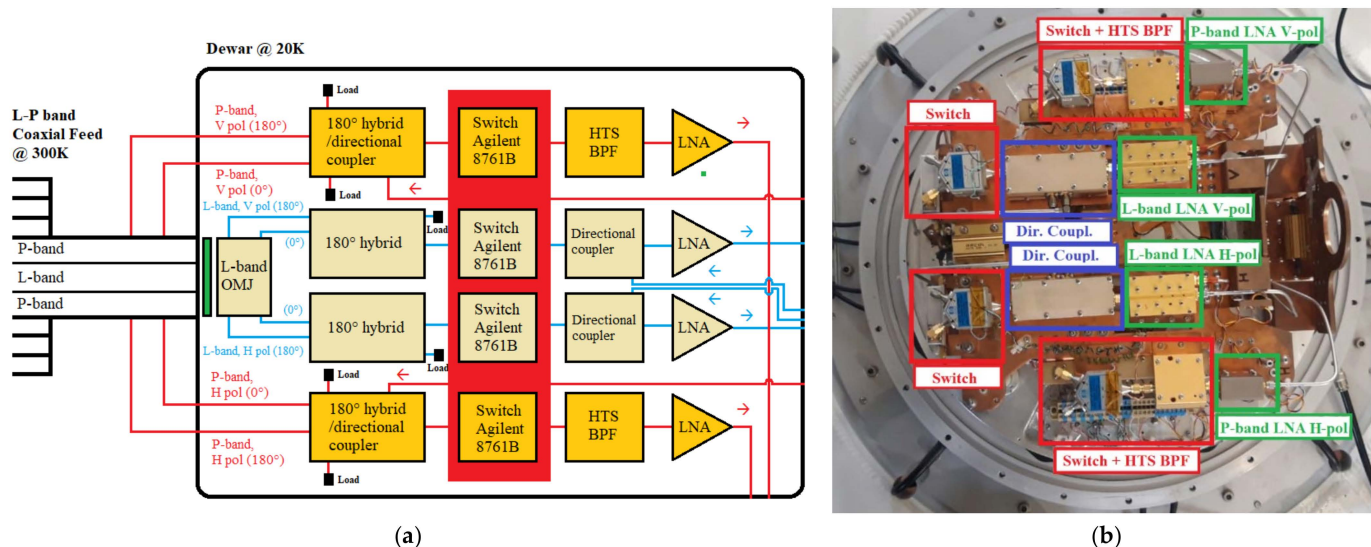 Dewar @ 20K
L-P band
Coaxial Feed
@ 300K
P-band
L-band
P-band
P-band,
V pol (180°)
P-band,
V pol (0°)
L-band, V pol (180°)
(0°)
L-band
OMJ
(0°)
L-band, H pol (180°)
P-band,
H pol (0°)
P-band,
H pol (180°)
Load
180° hybrid
/directional
coupler
Load
Switch
Agilent
8761B
HTS
BPF
LNA
180° hybrid
Load
Switch
Agilent
8761B
Directional
coupler
LNA
180° hybrid
Load
Switch
Agilent
8761B
Directional
coupler
LNA
Load
180° hybrid
/directional
coupler
Load
Switch
Agilent
8761B
HTS
BPF
LNA
(a)
Switch + HTS BPF
P-band LNA V-pol
Switch
L-band LNA V-pol
Dir. Coupl.
Dir. Coupl.
L-band LNA H-pol
V
H
Switch
P-band LNA H-pol
Switch + HTS BPF
(b)